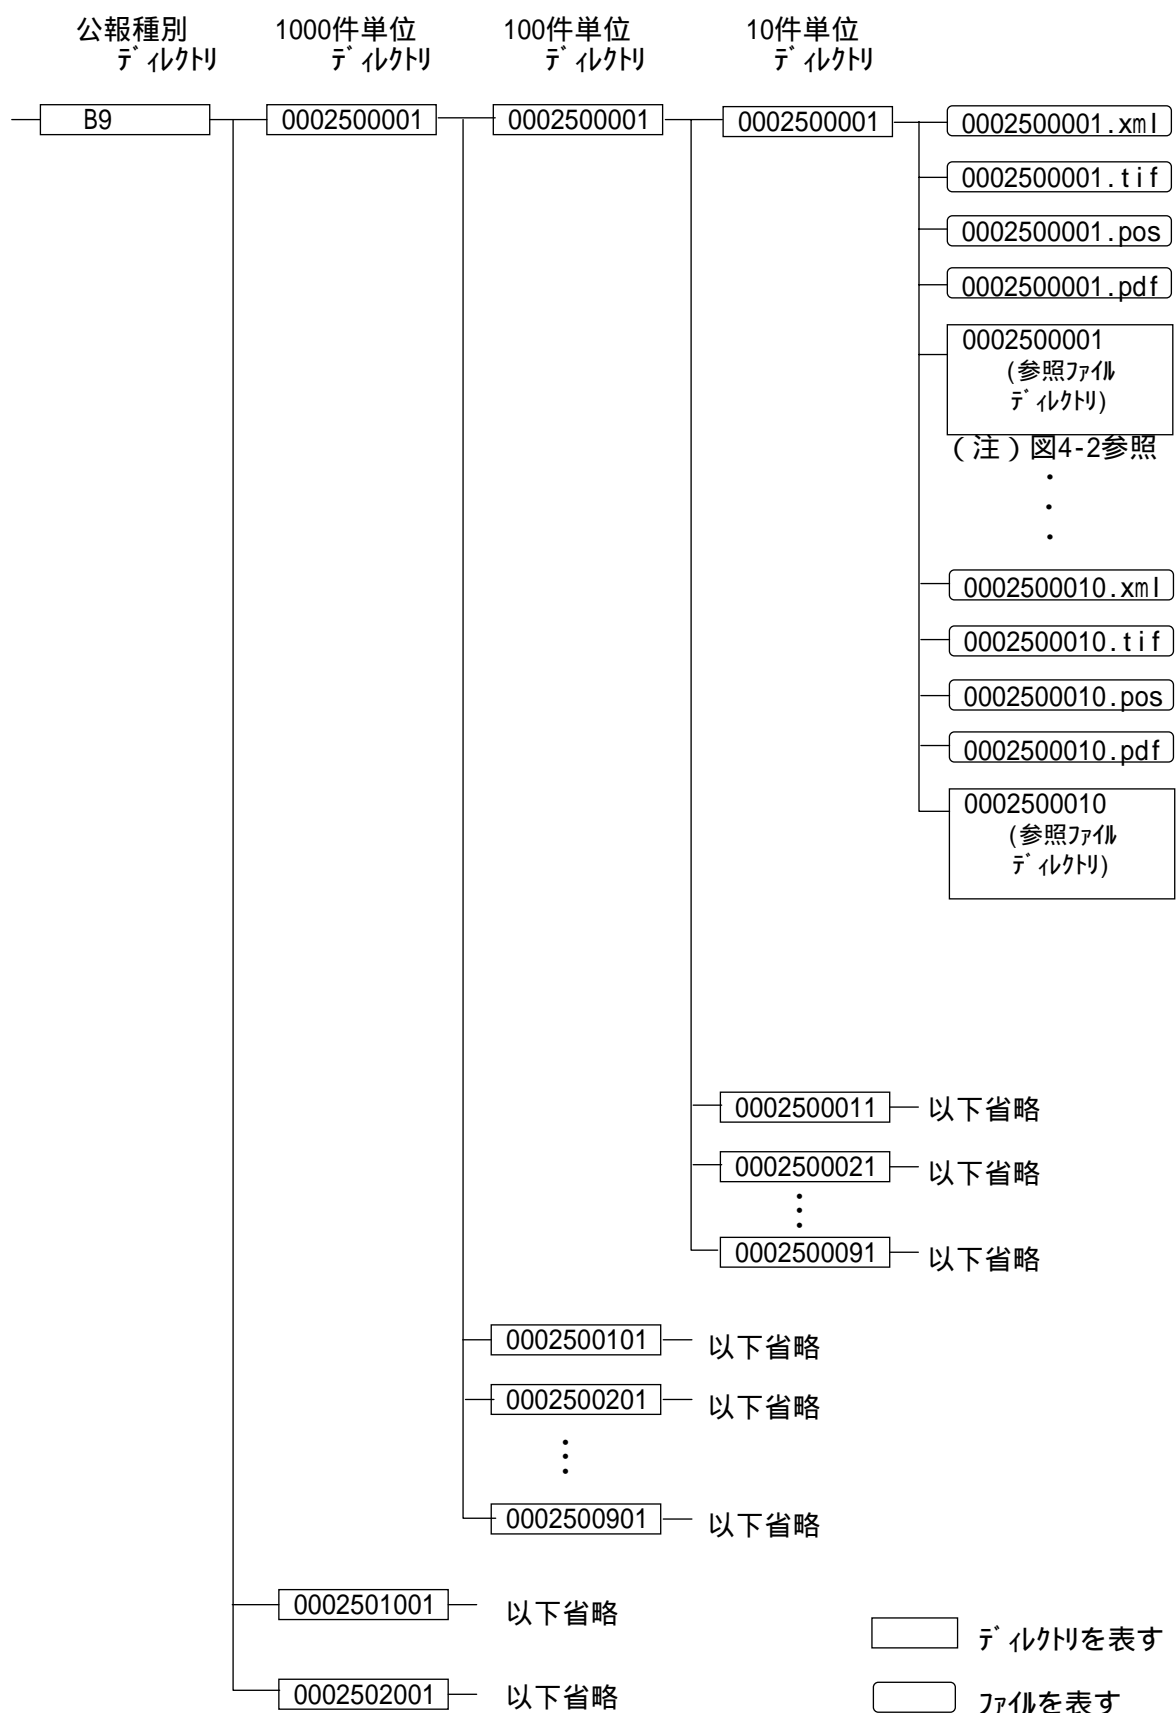 公報種別
ディレクトリ
1000件単位
ディレクトリ
100件単位
ディレクトリ
10件単位
ディレクトリ
B9
0002500001
0002500001
0002500001
0002500001.xml
0002500001.tif
0002500001.pos
0002500001.pdf
0002500001
(参照ファイル
ディレクトリ)
(注)図4-2参照
・
・
・
0002500010.xml
0002500010.tif
0002500010.pos
0002500010.pdf
0002500010
(参照ファイル
ディレクトリ)
0002500011 以下省略
0002500021 以下省略
⋮
0002500091 以下省略
0002500101 以下省略
0002500201 以下省略
⋮
0002500901 以下省略
0002501001 以下省略
0002502001 以下省略
ディレクトリを表す
ファイルを表す